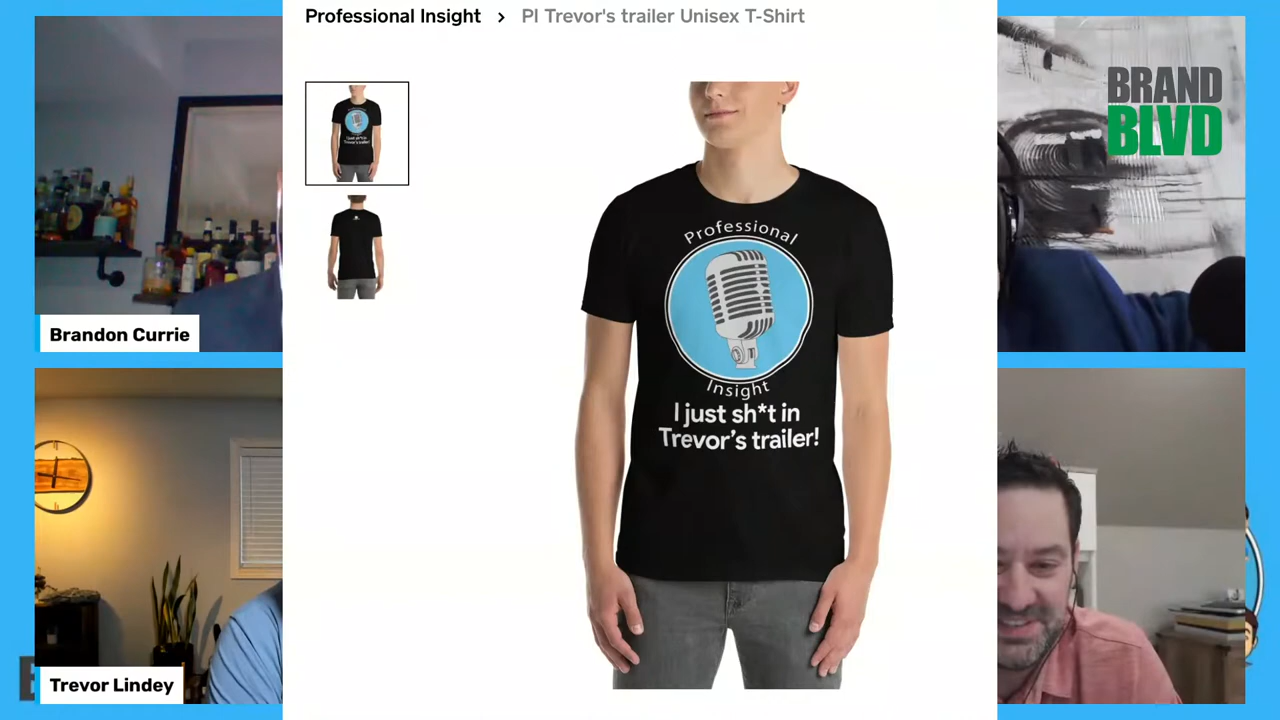 Professional Insight > PI Trevor's trailer Unisex T-Shirt
BRAND
BLVD
Professional
Insight
I just sh*t in
Trevor's trailer!
Brandon Currie
Trevor Lindey